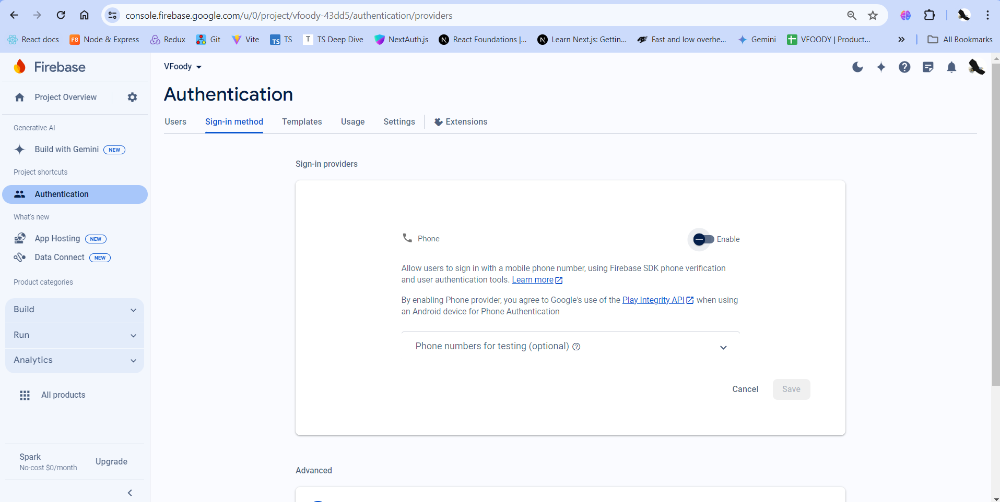 console.firebase.google.com/u/0/project/vfoody-43dd5/authentication/providers
React docs F8 Node & Express Redux Git Vite TS TS T TS Deep Dive NextAuth.js N React Foundations |... N Learn Next.js: Gettin... Fast and low overhe... Gemini VFOODY | Product... » All Bookmarks
Firebase
Project Overview
Generative AI
Build with Gemini NEW
Project shortcuts
Authentication
What's new
App Hosting NEW
Data Connect NEW
Product categories
Build
Run
Analytics
All products
Spark
No-cost $0/month
Upgrade
VFoody
Authentication
Users Sign-in method Templates Usage Settings Extensions
Sign-in providers
Phone
Enable
Allow users to sign in with a mobile phone number, using Firebase SDK phone verification
and user authentication tools. Learn more
By enabling Phone provider, you agree to Google's use of the Play Integrity API when using
an Android device for Phone Authentication
Phone numbers for testing (optional)
Cancel Save
Advanced